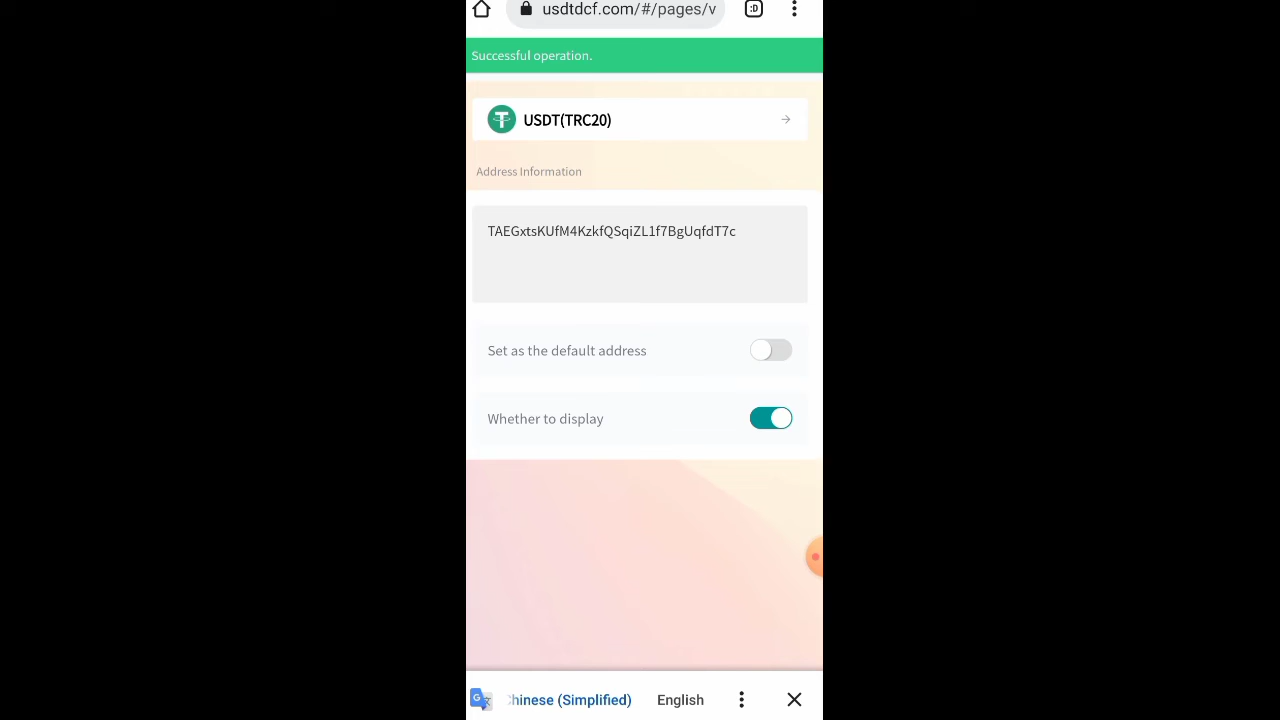 usdtdcf.com/#/pages/v
:D
Successful operation.
USDT(TRC20)
Address Information
TAEGxtsKUfM4KzkfQSqiZL1f7BgUqfdT7c
Set as the default address
Whether to display
Chinese (Simplified) English